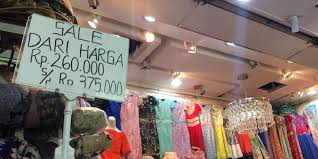 SALE
DARI HARGA
Rp. 260.000
S/d Rp. 375.000